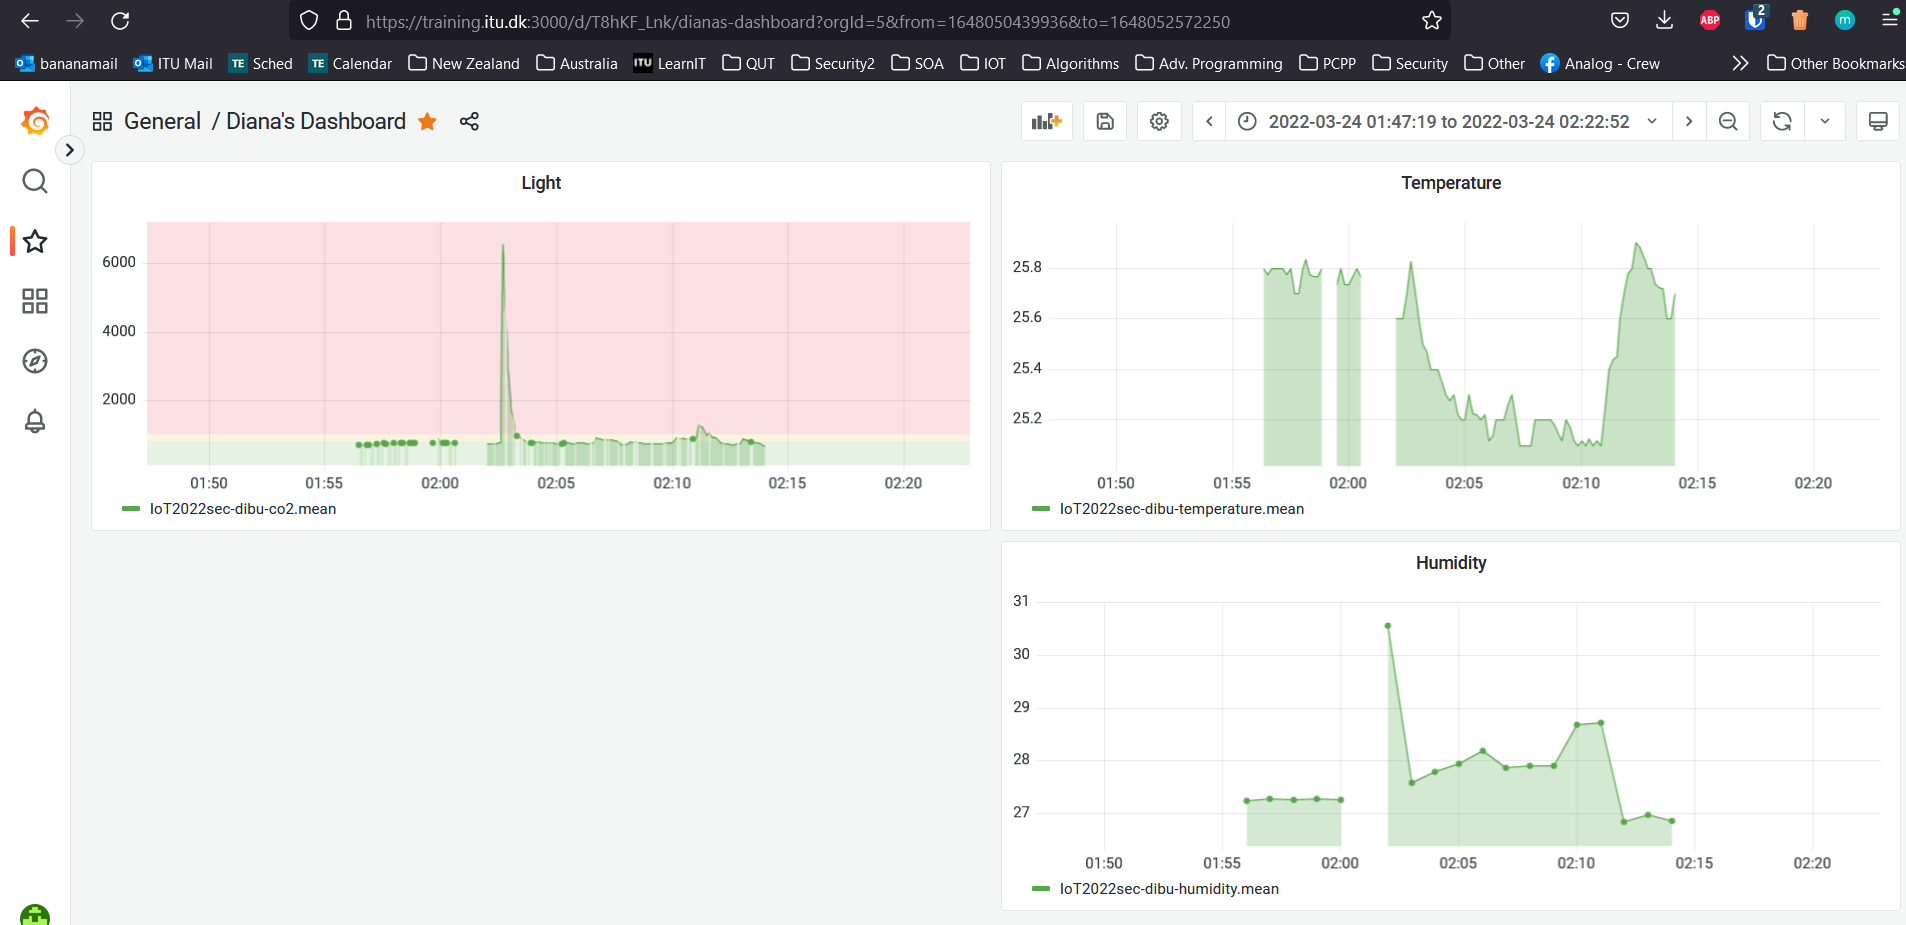 https://training.itu.dk:3000/d/T8hKF_Lnk/dianas-dashboard?orgId=5&from=1648050439936&to=1648052572250
ABP
2
m
bananamail ITU Mail TE Sched TE Calendar New Zealand Australia ITU LearnIT QUT Security2 SOA IOT Algorithms Adv. Programming PCPP Security Other Analog - Crew Other Bookmarks
General / Diana's Dashboard
2022-03-24 01:47:19 to 2022-03-24 02:22:52
Light
6000
4000
2000
01:50 01:55 02:00 02:05 02:10 02:15 02:20
IoT2022sec-dibu-co2.mean
Temperature
25.8
25.6
25.4
25.2
01:50 01:55 02:00 02:05 02:10 02:15 02:20
IoT2022sec-dibu-temperature.mean
Humidity
31
30
29
28
27
01:50 01:55 02:00 02:05 02:10 02:15 02:20
IoT2022sec-dibu-humidity.mean